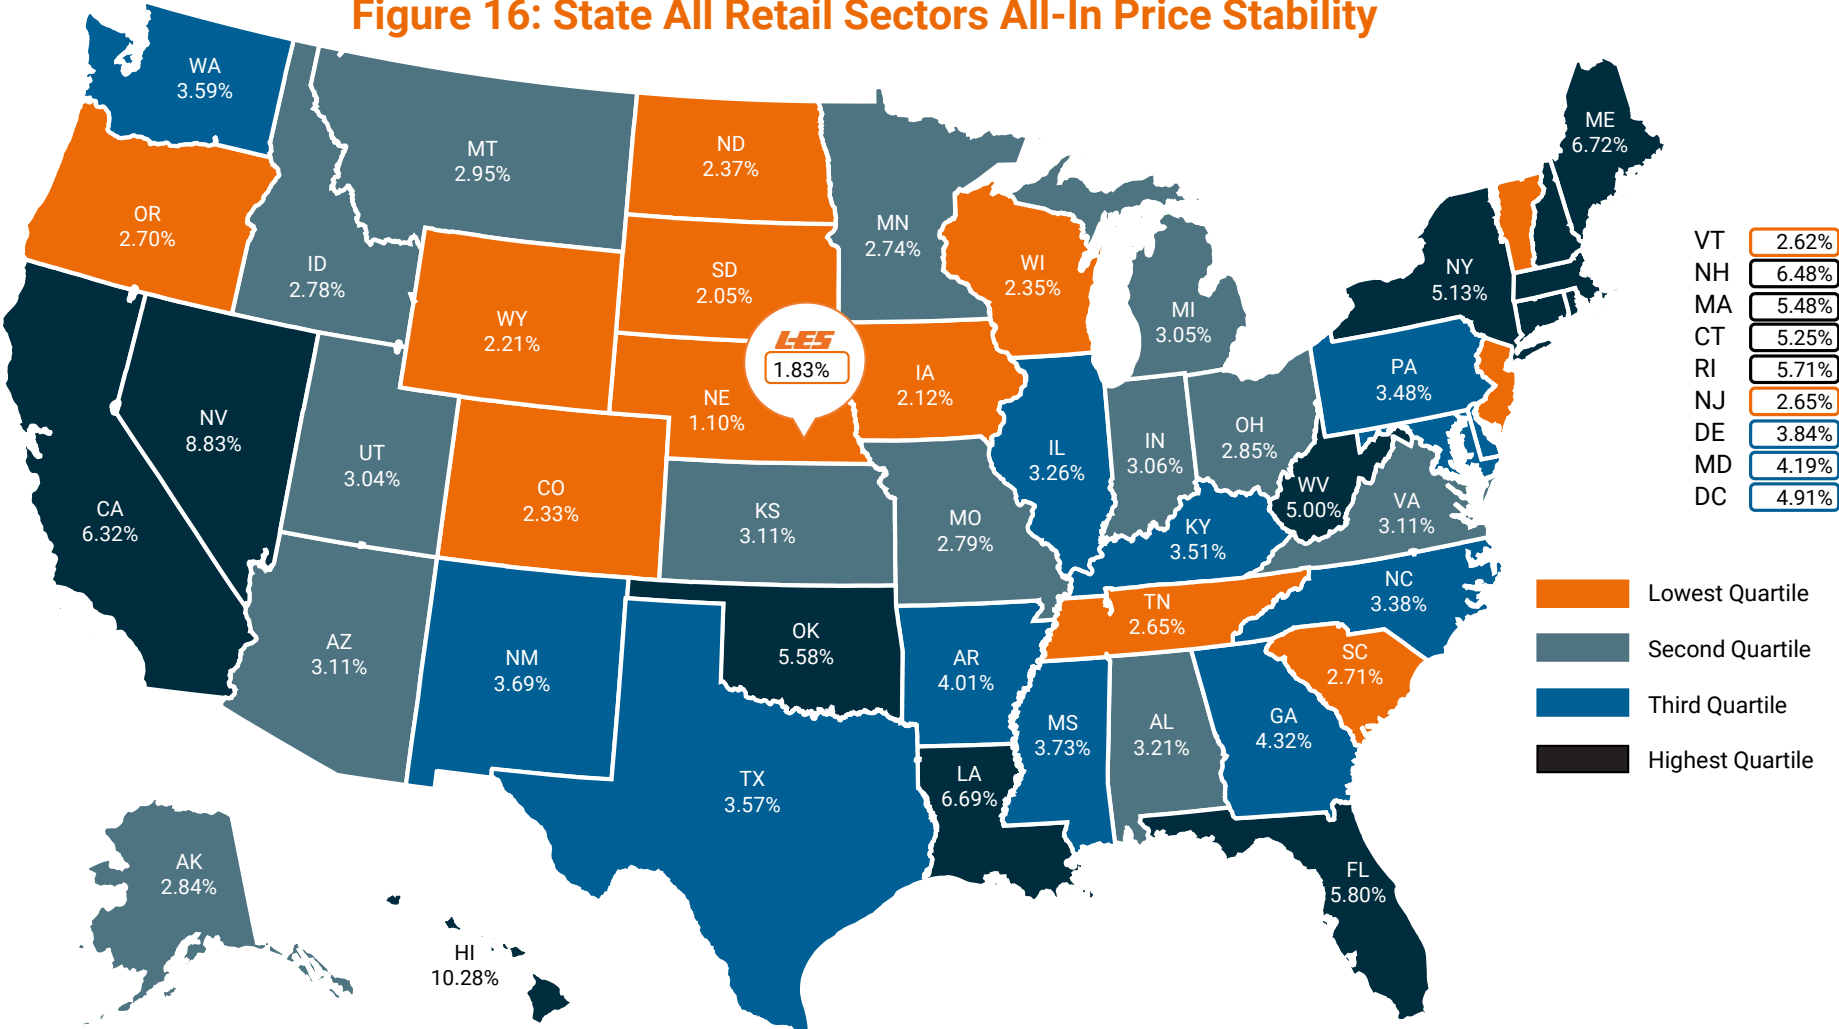 Figure 16: State All Retail Sectors All-In Price Stability
WA
3.59%
OR
2.70%
MT
2.95%
ID
2.78%
ND
2.37%
SD
2.05%
MN
2.74%
WI
2.35%
WY
2.21%
LES
1.83%
NE
1.10%
IA
2.12%
MI
3.05%
ME
6.72%
NY
5.13%
PA
3.48%
VT 2.62%
NH 6.48%
MA 5.48%
CT 5.25%
RI 5.71%
NJ 2.65%
DE 3.84%
MD 4.19%
DC 4.91%
CA
6.32%
NV
8.83%
UT
3.04%
CO
2.33%
KS
3.11%
MO
2.79%
IL
3.26%
IN
3.06%
OH
2.85%
WV
5.00%
VA
3.11%
KY
3.51%
NC
3.38%
TN
2.65%
SC
2.71%
AZ
3.11%
NM
3.69%
OK
5.58%
AR
4.01%
MS
3.73%
AL
3.21%
GA
4.32%
TX
3.57%
LA
6.69%
FL
5.80%
AK
2.84%
HI
10.28%
Lowest Quartile
Second Quartile
Third Quartile
Highest Quartile